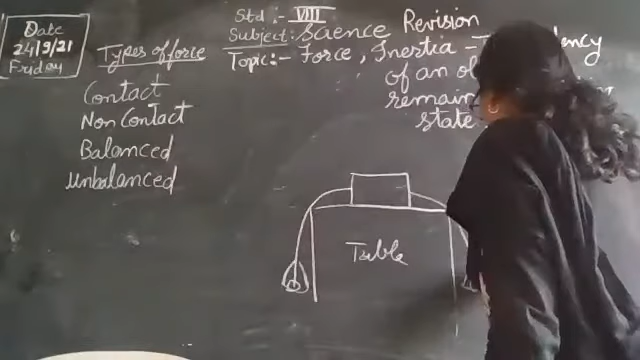 Date
24/9/21
Friday
Std :- VIII
Subject: Science Revision
Topic:- Force, Inertia -
of an
remain
state
Types of force
Contact
Non Contact
Balanced
Unbalanced
Table